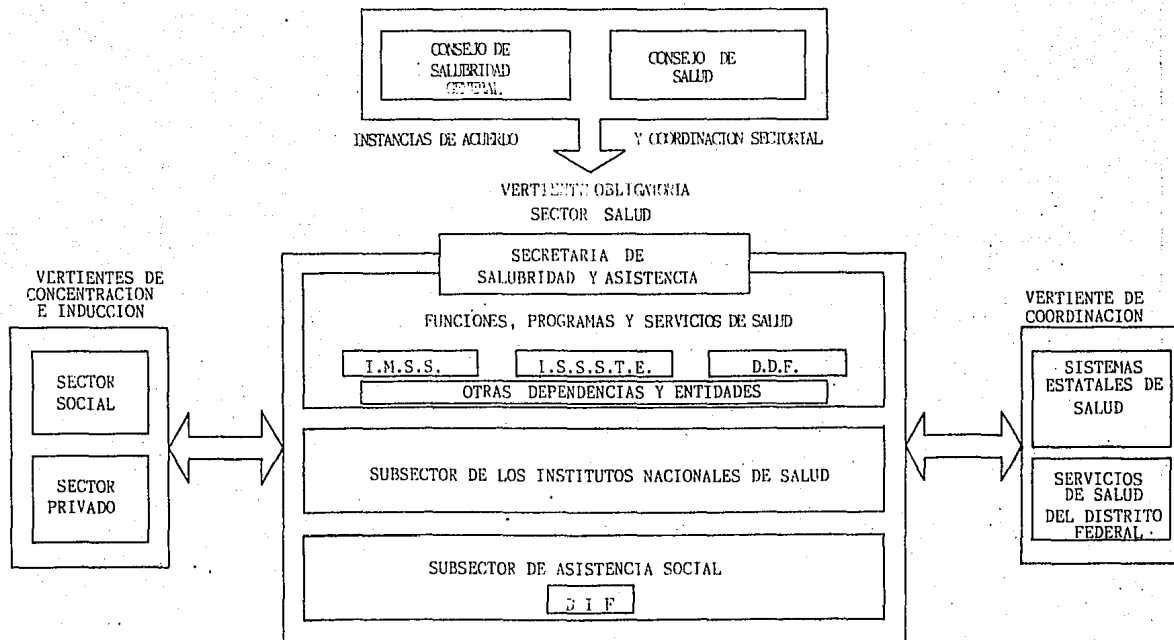 CONSEJO DE
SALUBRIDAD
GENERAL
CONSEJO DE
SALUD
INSTANCIAS DE ACUERDO
Y COORDINACION SECTORIAL
VERTIENTE OBLIGATORIA
SECTOR SALUD
SECRETARIA DE
SALUBRIDAD Y ASISTENCIA
FUNCIONES, PROGRAMAS Y SERVICIOS DE SALUD
I.M.S.S.
I.S.S.S.T.E.
D.D.F.
OTRAS DEPENDENCIAS Y ENTIDADES
SUBSECTOR DE LOS INSTITUTOS NACIONALES DE SALUD
SUBSECTOR DE ASISTENCIA SOCIAL
D I F
VERTIENTES DE
CONCENTRACION
E INDUCCION
SECTOR
SOCIAL
SECTOR
PRIVADO
VERTIENTE DE
COORDINACION
SISTEMAS
ESTATALES DE
SALUD
SERVICIOS
DE SALUD
DEL DISTRITO
FEDERAL